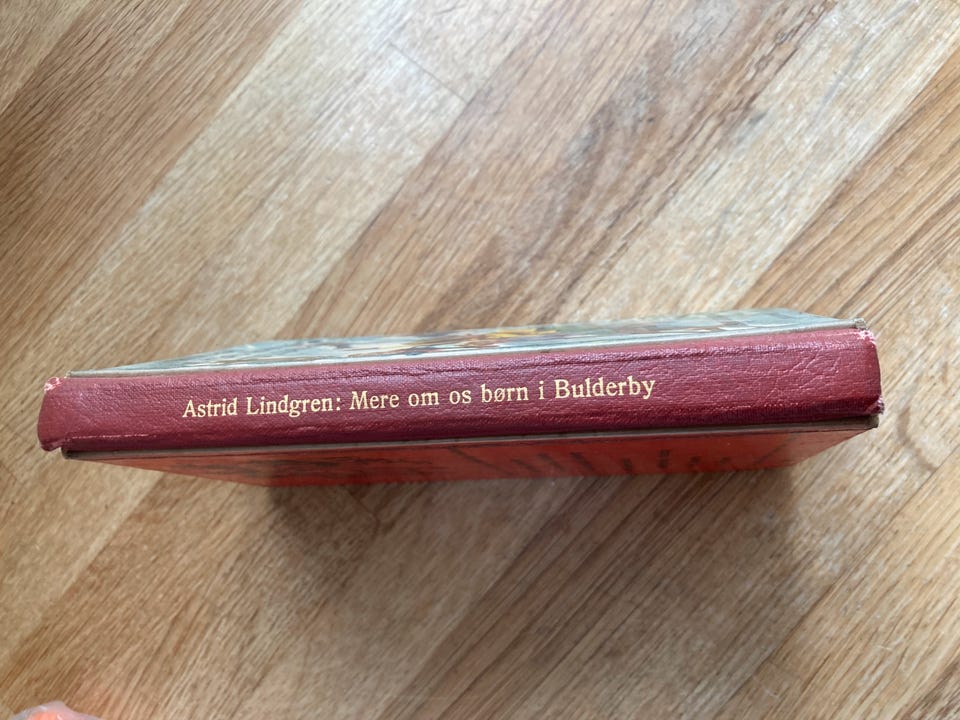 Astrid Lindgren: Mere om os børn i Bulderby